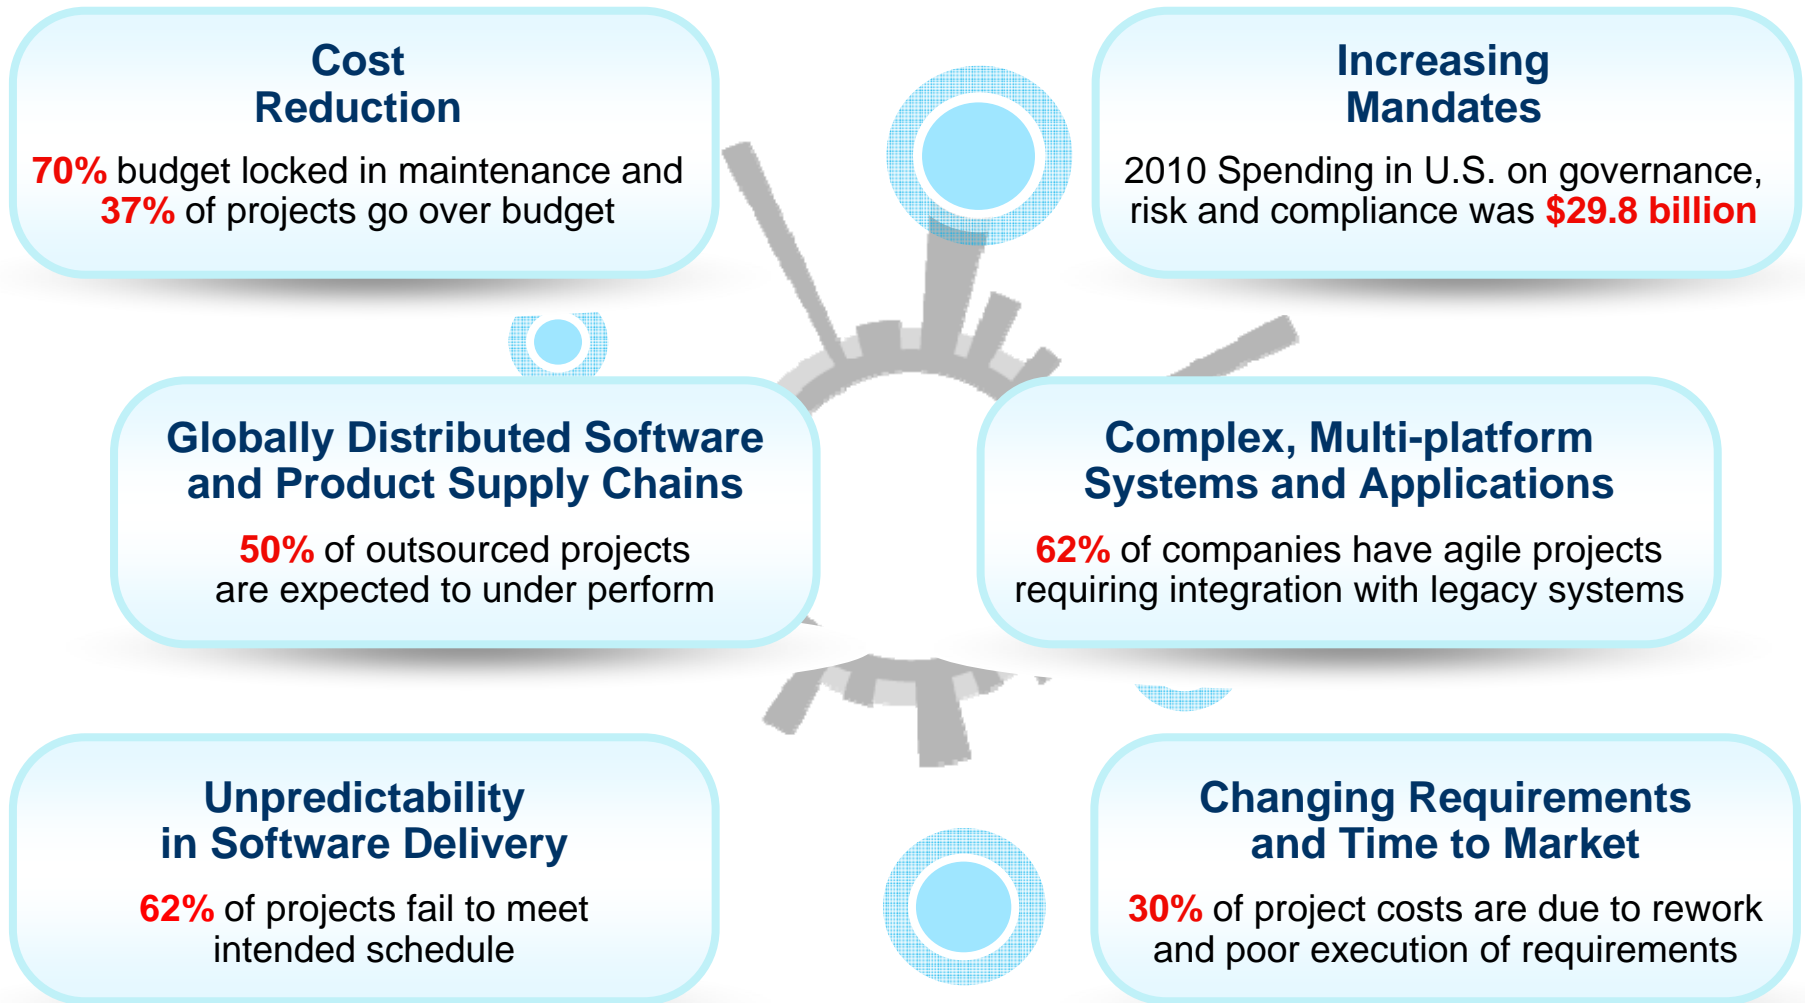 Cost
Reduction
70% budget locked in maintenance and
37% of projects go over budget
Increasing
Mandates
2010 Spending in U.S. on governance,
risk and compliance was $29.8 billion
Globally Distributed Software
and Product Supply Chains
50% of outsourced projects
are expected to under perform
Complex, Multi-platform
Systems and Applications
62% of companies have agile projects
requiring integration with legacy systems
Unpredictability
in Software Delivery
62% of projects fail to meet
intended schedule
Changing Requirements
and Time to Market
30% of project costs are due to rework
and poor execution of requirements